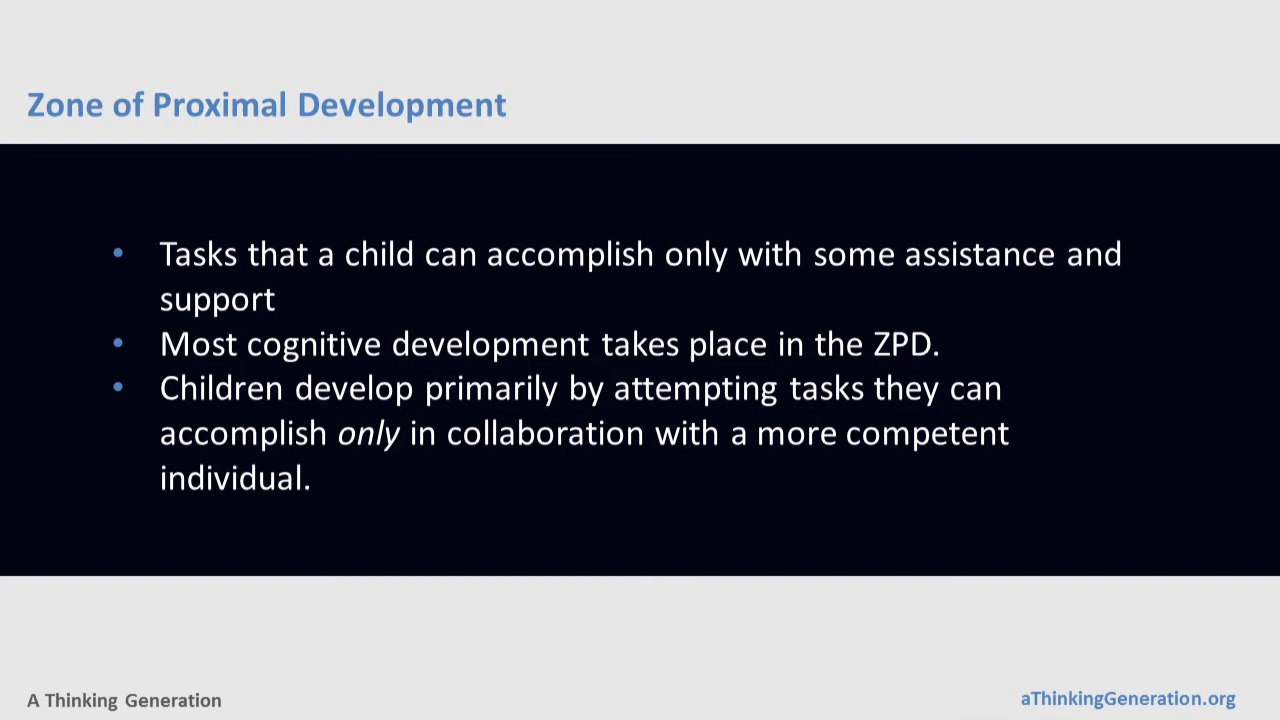 Zone of Proximal Development
• Tasks that a child can accomplish only with some assistance and
support
• Most cognitive development takes place in the ZPD.
• Children develop primarily by attempting tasks they can
accomplish only in collaboration with a more competent
individual.
A Thinking Generation
aThinkingGeneration.org